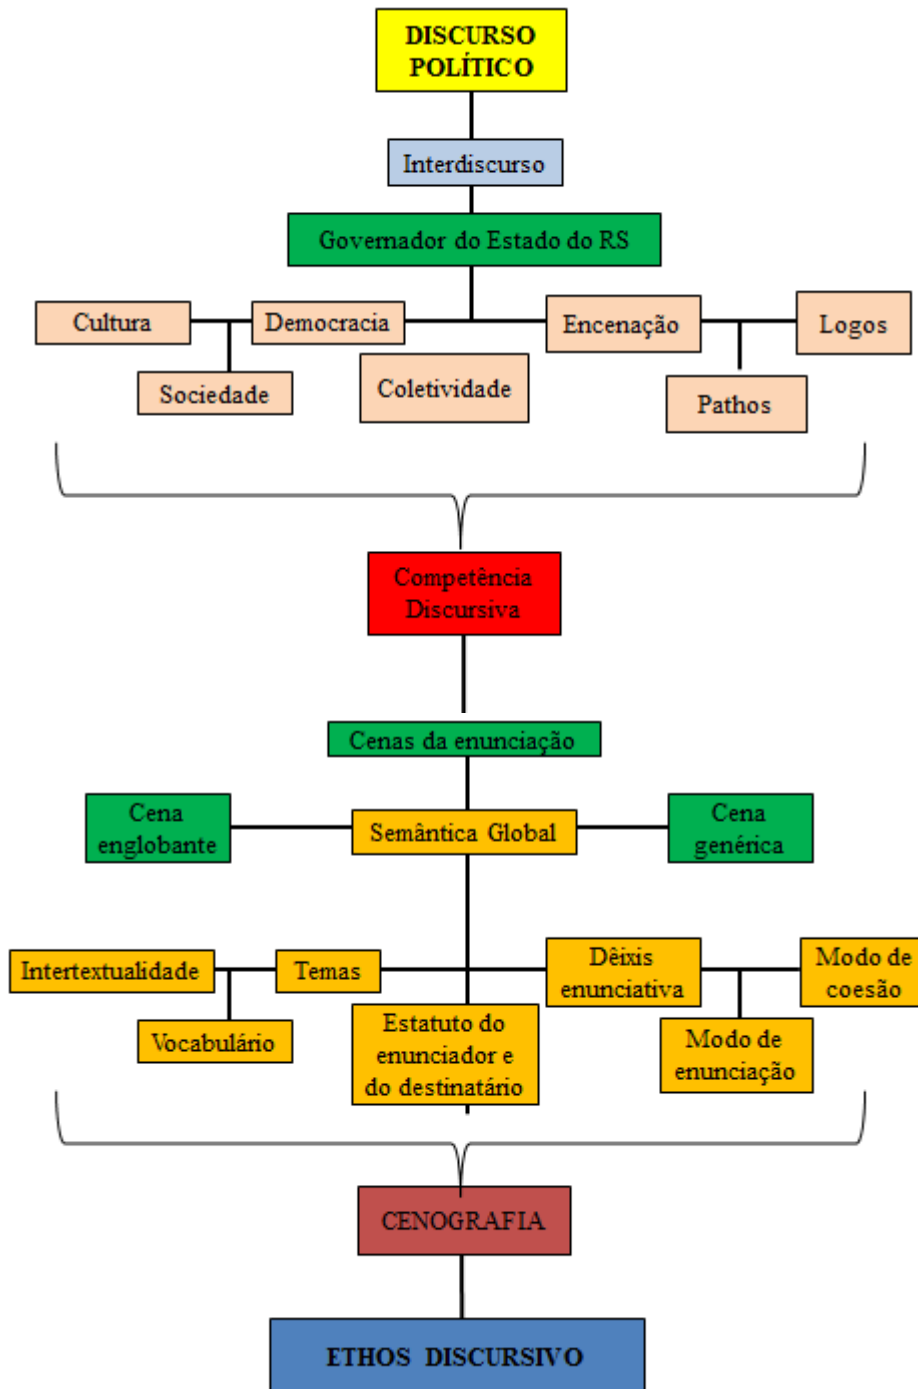 DISCURSO
POLÍTICO
Interdiscurso
Governador do Estado do RS
Cultura
Democracia
Encenação
Logos
Sociedade
Coletividade
Pathos
Competência
Discursiva
Cenas da enunciação
Cena
englobante
Semântica Global
Cena
genérica
Intertextualidade
Temas
Dêixis
enunciativa
Modo de
coesão
Vocabulário
Estatuto do
enunciador e
do destinatário
Modo de
enunciação
CENOGRAFIA
ETHOS DISCURSIVO